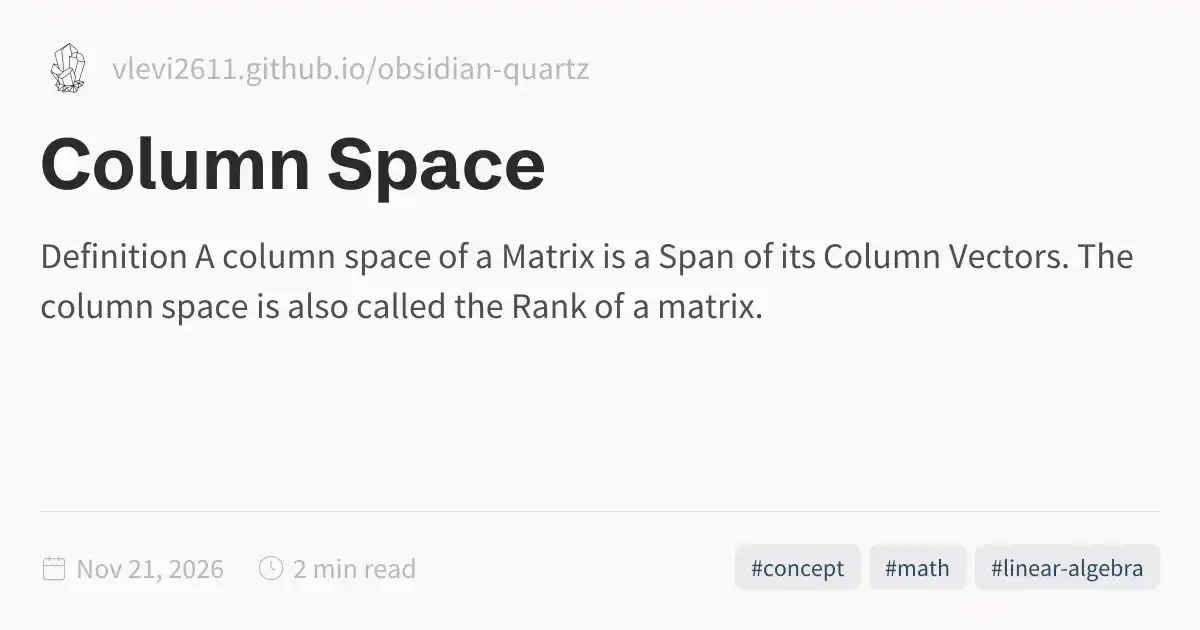 vlevi2611.github.io/obsidian-quartz
Column Space
Definition A column space of a Matrix is a Span of its Column Vectors. The
column space is also called the Rank of a matrix.
Nov 21, 2026 2 min read #concept #math #linear-algebra